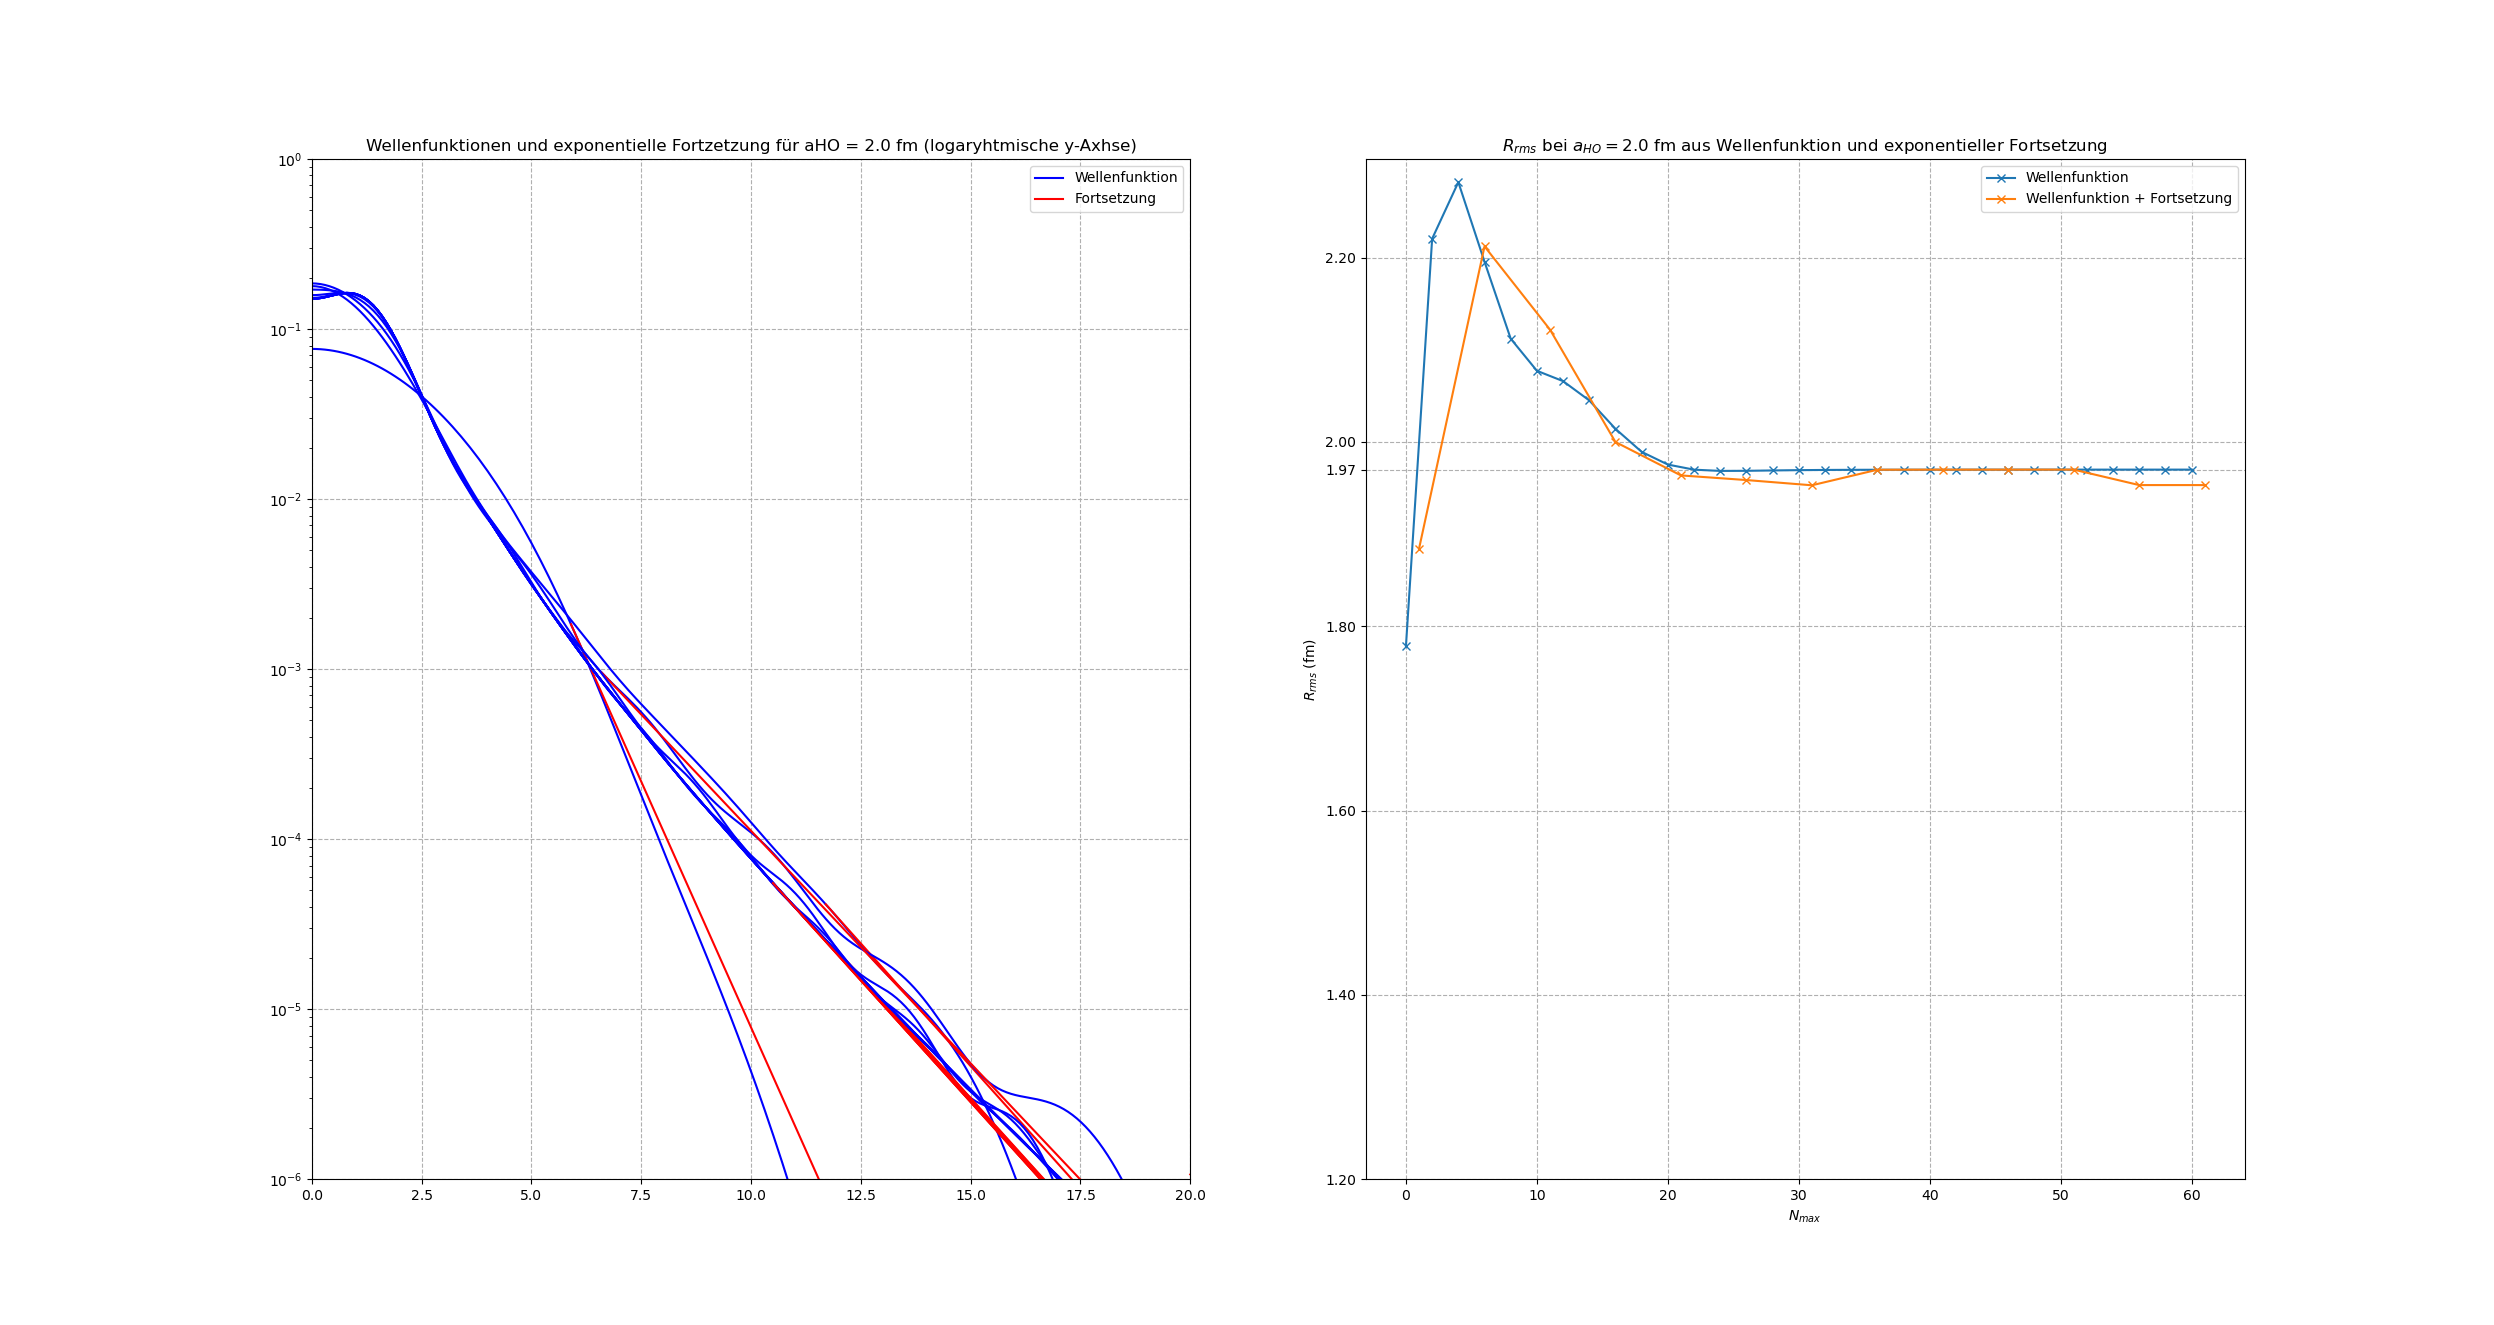 Wellenfunktionen und exponentielle Fortzetzung für aHO = 2.0 fm (logaryhtmische y-Axhse)
10⁰
10⁻¹
10⁻²
10⁻³
10⁻⁴
10⁻⁵
10⁻⁶
0.0 2.5 5.0 7.5 10.0 12.5 15.0 17.5 20.0
Wellenfunktion
Fortsetzung
R_rms bei a_HO = 2.0 fm aus Wellenfunktion und exponentieller Fortsetzung
Wellenfunktion
Wellenfunktion + Fortsetzung
R_rms (fm)
2.20
2.00
1.97
1.80
1.60
1.40
1.20
0 10 20 30 40 50 60
N_max